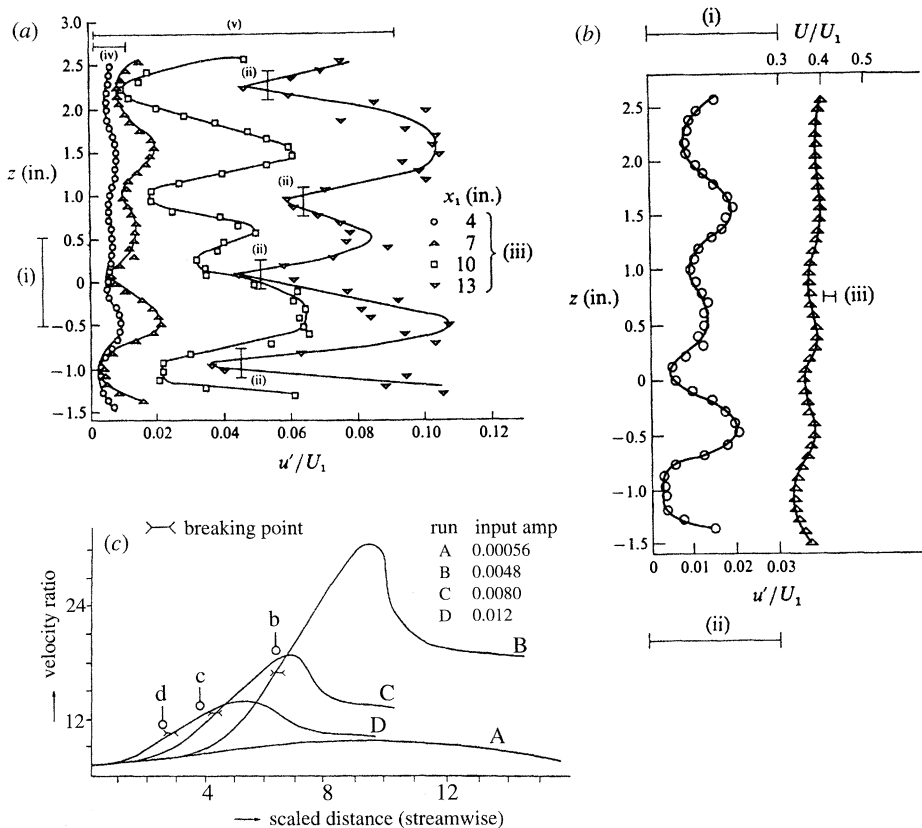 (a)
(v)
(iv)
3.0
2.5
2.0
1.5
1.0
0.5
0
−0.5
−1.0
−1.5
z (in.)
(i)
(ii)
(ii)
(ii)
(ii)
x₁ (in.)
4
7
10
13
(iii)
0 0.02 0.04 0.06 0.08 0.10 0.12
u′/U₁
(b)
(i)
U/U₁
0.3 0.4 0.5
2.5
2.0
1.5
1.0
z (in.)
0.5
0
−0.5
−1.0
−1.5
(iii)
0 0.01 0.02 0.03
u′/U₁
(ii)
(c)
breaking point
run input amp
A 0.00056
B 0.0048
C 0.0080
D 0.012
velocity ratio
24
12
b
c
d
B
C
D
A
4 8 12
scaled distance (streamwise)